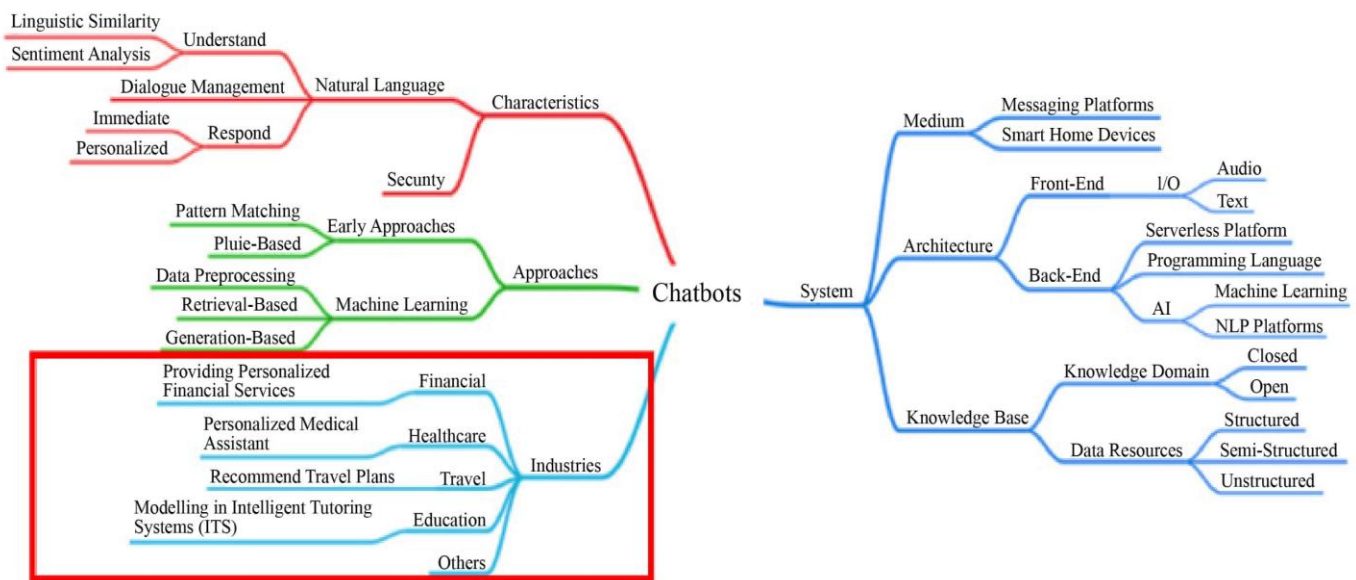 Linguistic Similarity
Sentiment Analysis
Understand
Dialogue Management
Immediate
Personalized
Respond
Natural Language
Characteristics
Secunty
Pattern Matching
Pluie-Based
Early Approaches
Data Preprocessing
Retrieval-Based
Generation-Based
Machine Learning
Approaches
Providing Personalized
Financial Services
Financial
Personalized Medical
Assistant
Healthcare
Recommend Travel Plans
Travel
Modelling in Intelligent Tutoring
Systems (ITS)
Education
Others
Industries
Chatbots
System
Medium
Messaging Platforms
Smart Home Devices
Architecture
Front-End
I/O
Audio
Text
Back-End
Serverless Platform
Programming Language
AI
Machine Learning
NLP Platforms
Knowledge Base
Knowledge Domain
Closed
Open
Data Resources
Structured
Semi-Structured
Unstructured